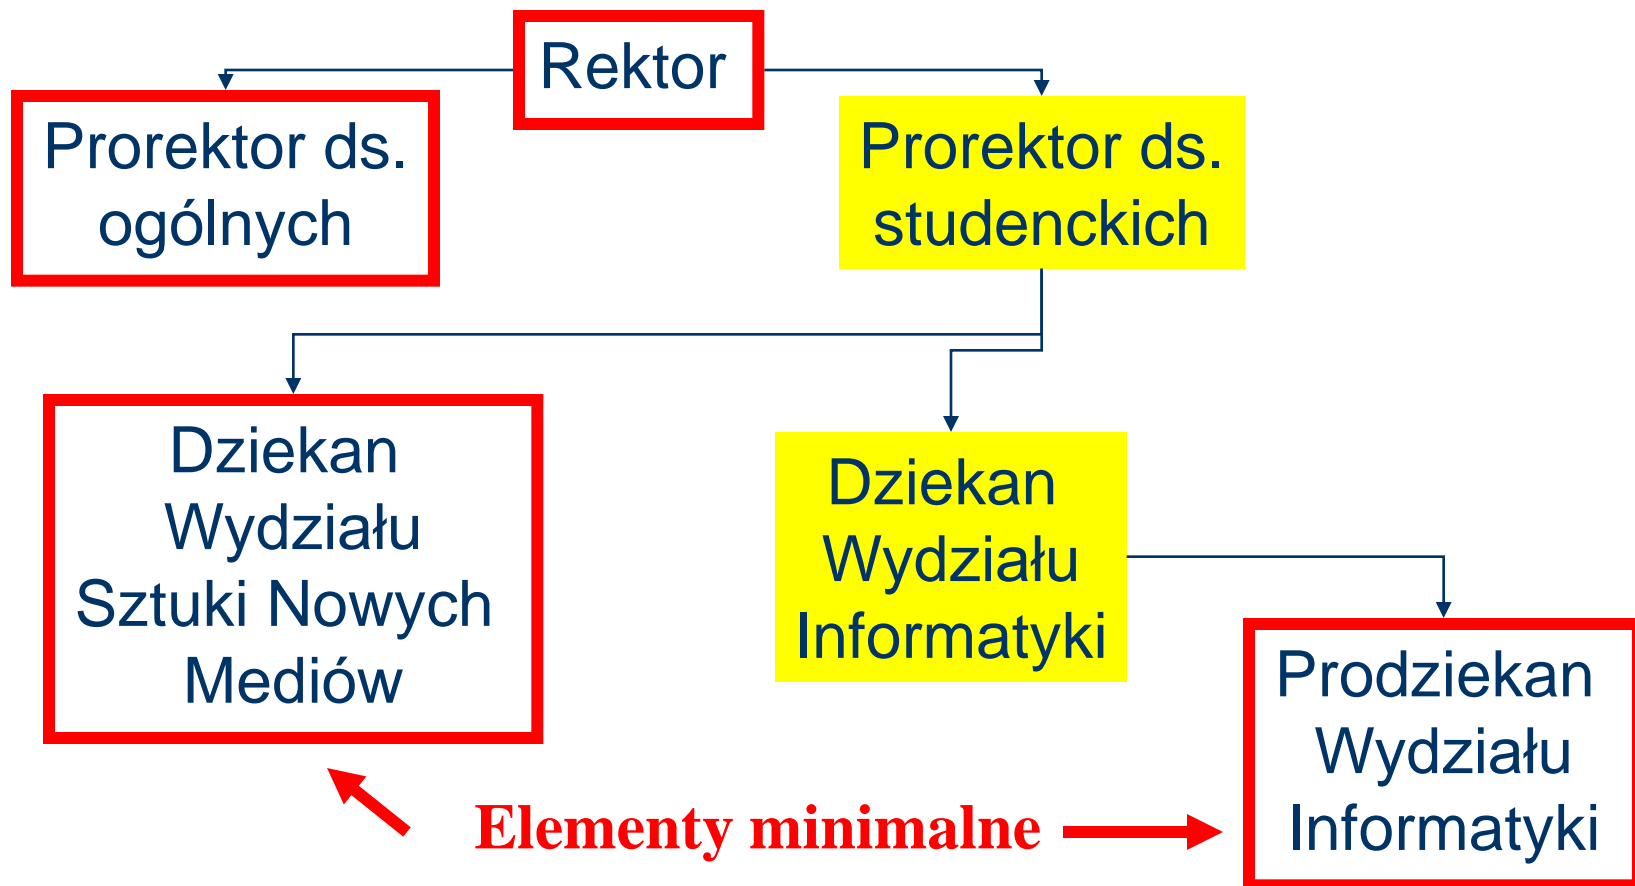 Rektor
Prorektor ds.
ogólnych
Prorektor ds.
studenckich
Dziekan
Wydziału
Sztuki Nowych
Mediów
Dziekan
Wydziału
Informatyki
Prodziekan
Wydziału
Informatyki
Elementy minimalne